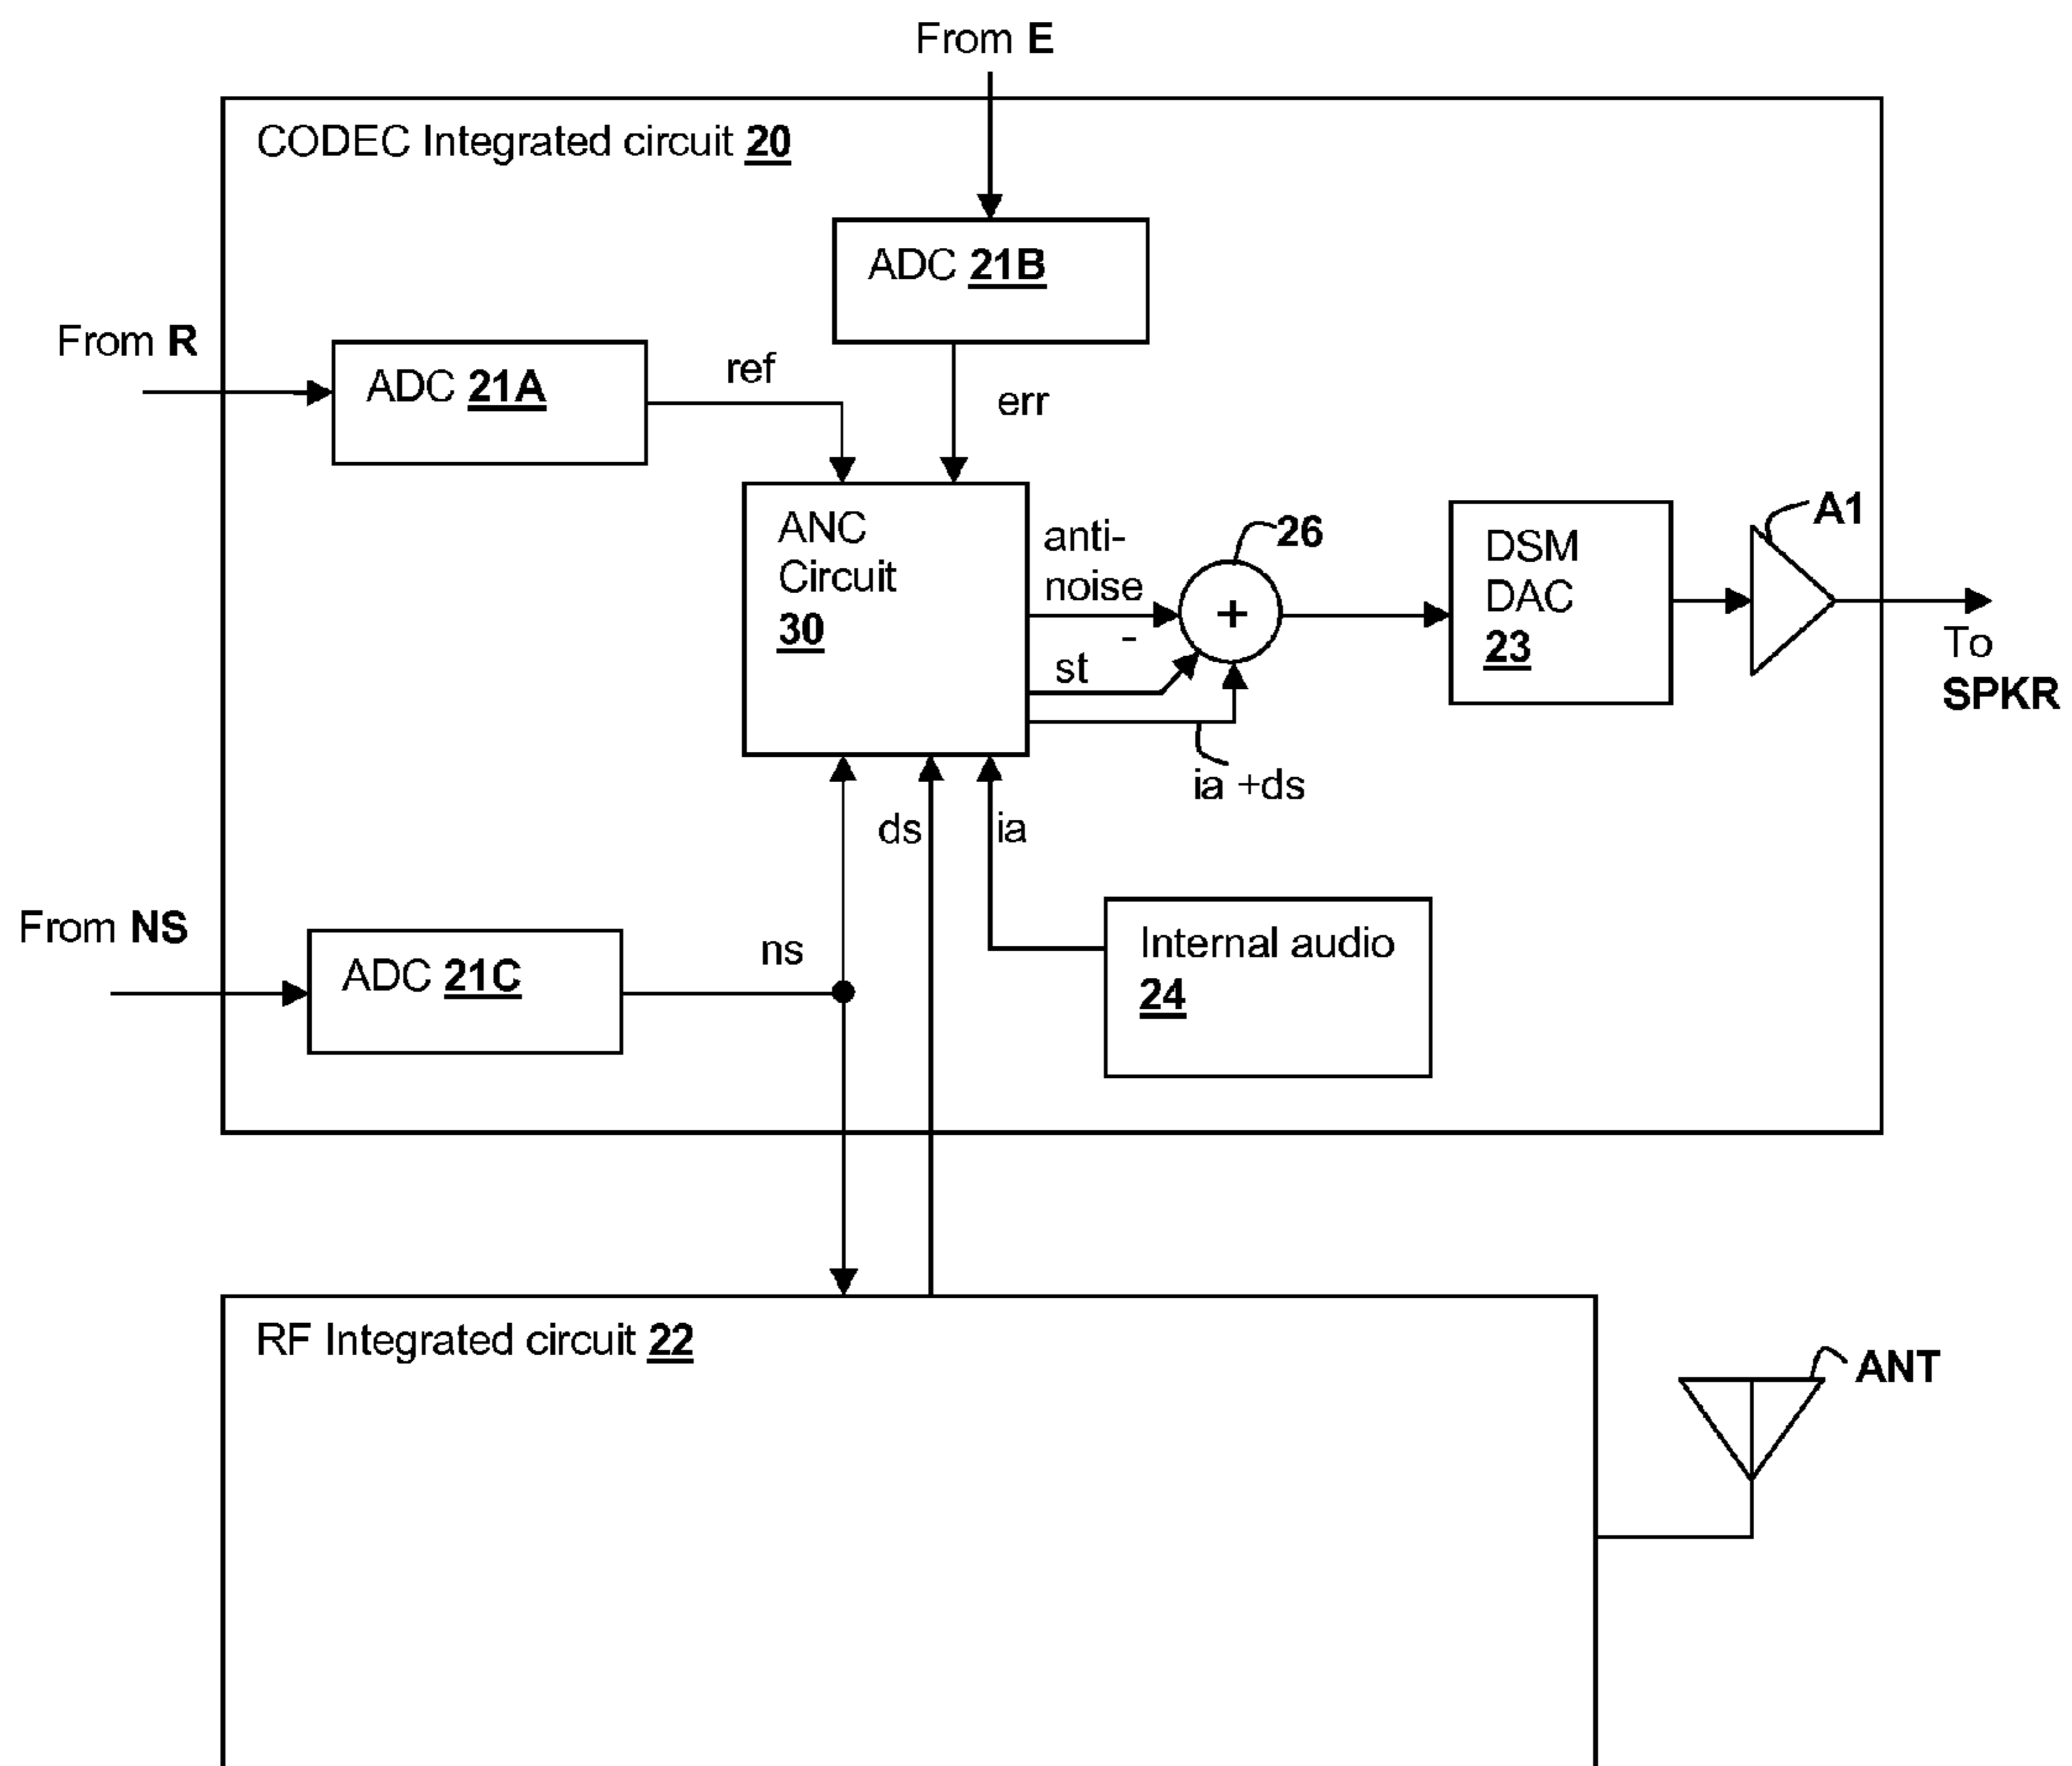 From E
CODEC Integrated circuit 20
ADC 21B
From R
ADC 21A
ref
err
ANC
Circuit
30
anti-
noise
-
st
26
+
DSM
DAC
23
A1
To
SPKR
ia +ds
ds
ia
From NS
ADC 21C
ns
Internal audio
24
RF Integrated circuit 22
ANT